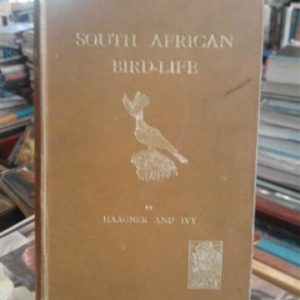 SOUTH AFRICAN
BIRD-LIFE
BY
HAAGNER AND IVY